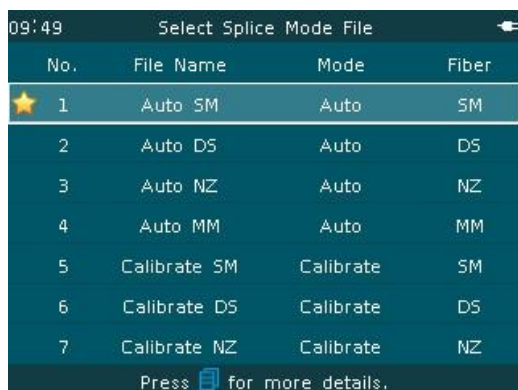 09:49 Select Splice Mode File
No. File Name Mode Fiber
1 Auto SM Auto SM
2 Auto DS Auto DS
3 Auto NZ Auto NZ
4 Auto MM Auto MM
5 Calibrate SM Calibrate SM
6 Calibrate DS Calibrate DS
7 Calibrate NZ Calibrate NZ
Press for more details.